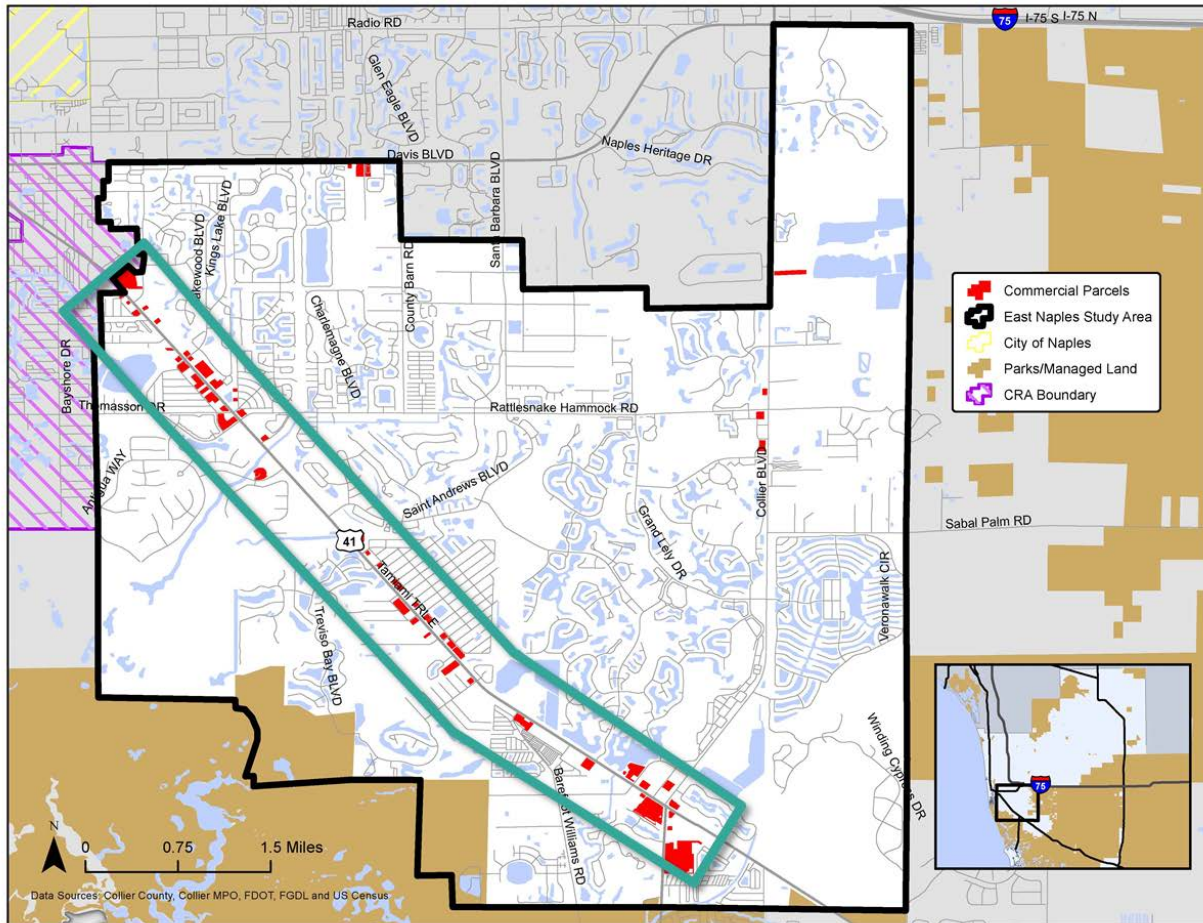 Radio RD
75
I-75 S
I-75 N
Glen Eagle BLVD
Naples Heritage DR
Davis BLVD
Santa Barbara BLVD
Lakewood BLVD
Kings Lake BLVD
County Barn RD
Charlemagne BLVD
Bayshore DR
Thomasson DR
Rattlesnake Hammock RD
Collier BLVD
Commercial Parcels
East Naples Study Area
City of Naples
Parks/Managed Land
CRA Boundary
Antigua WAY
Saint Andrews BLVD
Sabal Palm RD
41
Grand Lely DR
Tamiami TRL E
Treviso Bay BLVD
Veronawalk CIR
Winding Cypress DR
Barefoot Williams RD
75
N
0 0.75 1.5 Miles
Data Sources: Collier County, Collier MPO, FDOT, FGDL and US Census